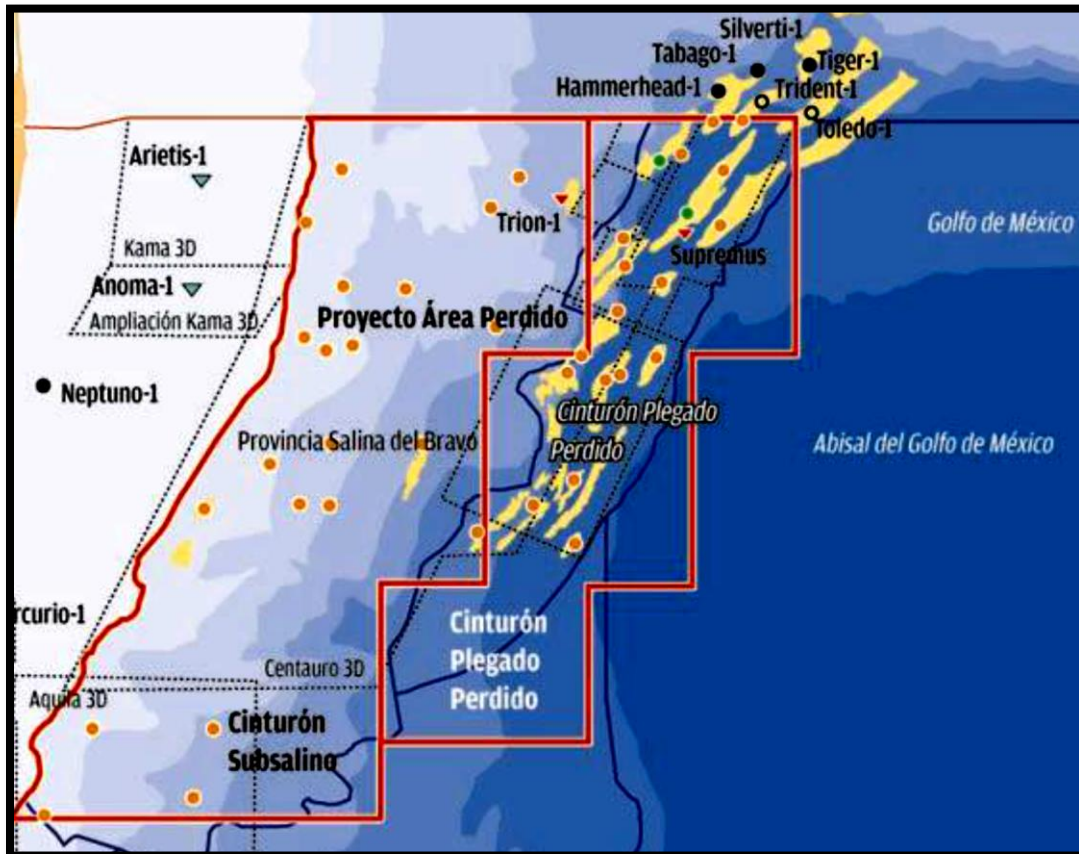 Silverti-1
Tabago-1
Tiger-1
Hammerhead-1
Trident-1
Toledo-1
Arietis-1
Trion-1
Golfo de México
Kama 3D
Supremus
Anoma-1
Ampliación Kama 3D
Proyecto Área Perdido
Neptuno-1
Cinturón Plegado
Perdido
Provincia Salina del Bravo
Abisal del Golfo de México
rcurio-1
Cinturón
Plegado
Perdido
Centauro 3D
Aquila 3D
Cinturón
Subsalino